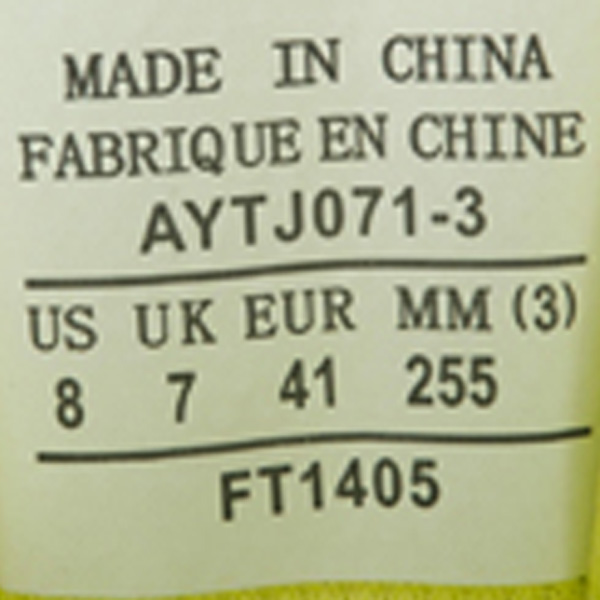 MADE IN CHINA
FABRIQUE EN CHINE
AYTJ071-3
US UK EUR MM (3)
8 7 41 255
FT1405